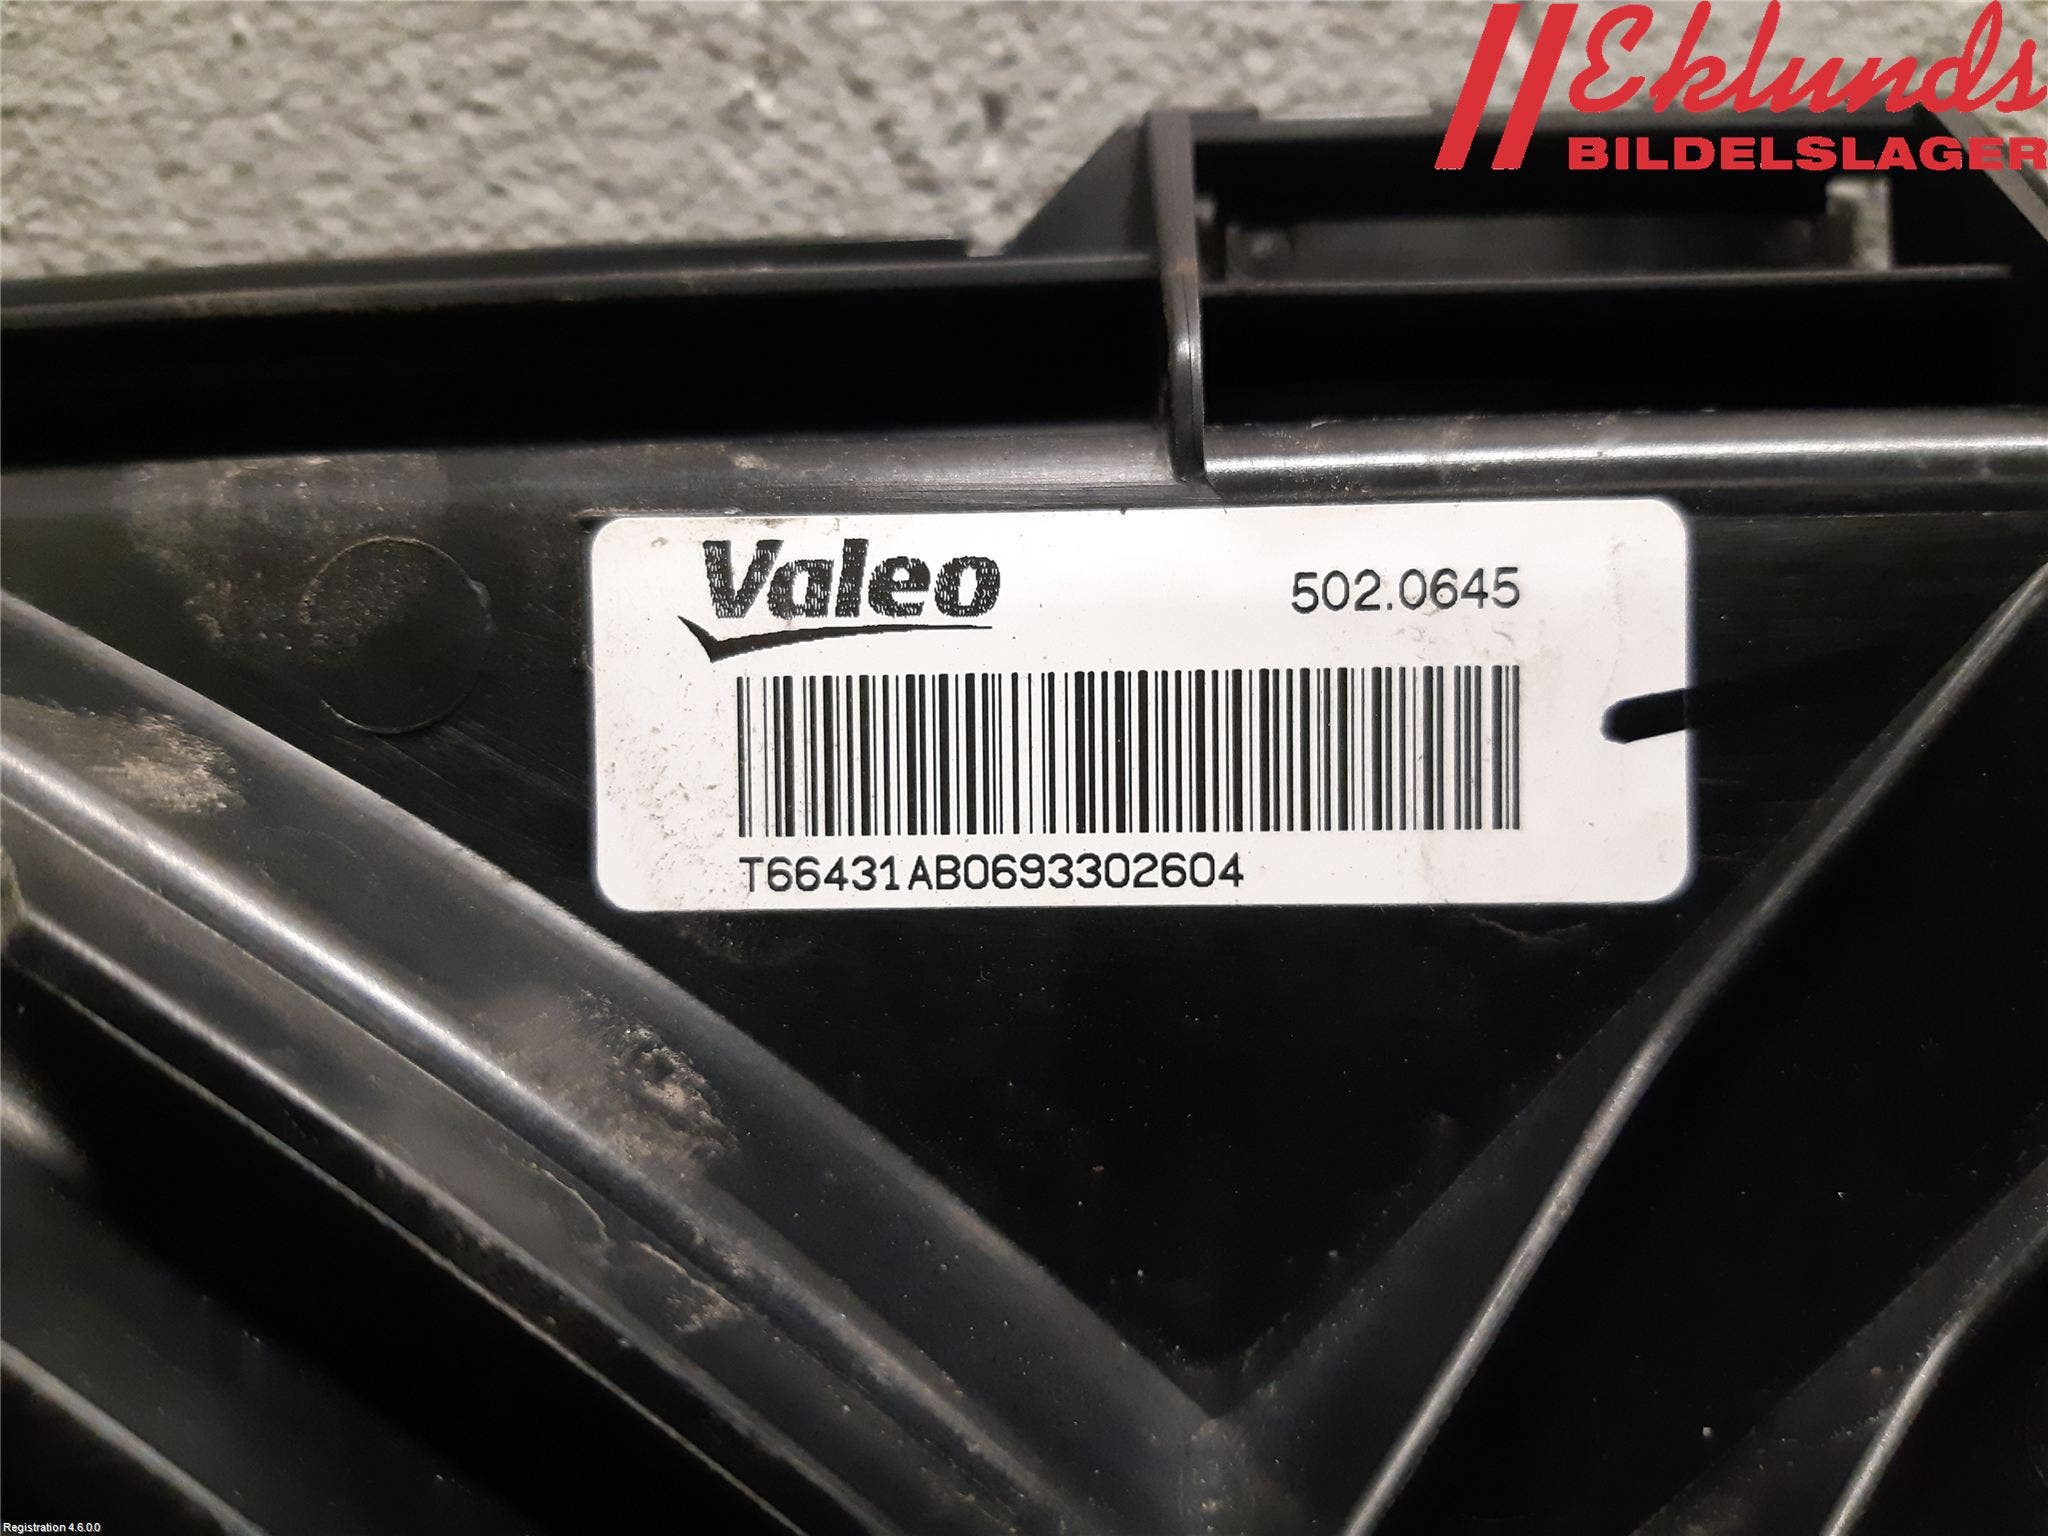 Eklunds
BILDELSLAGER
Valeo
502.0645
T66431AB0693302604
Registration 4.6.0.0